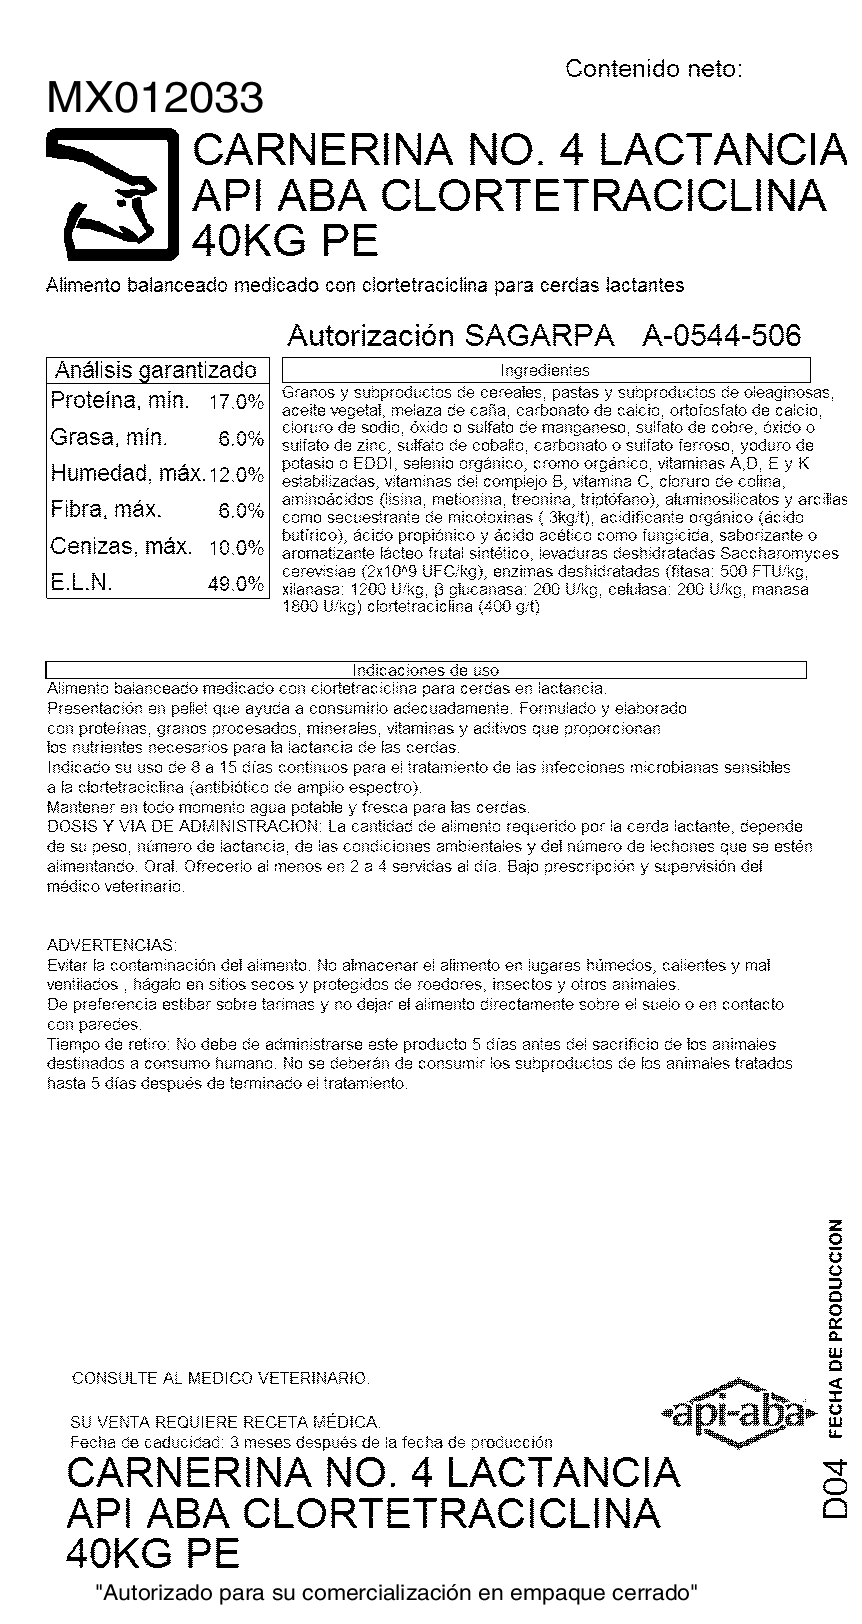 Contenido neto:
MX012033
CARNERINA NO. 4 LACTANCIA
API ABA CLORTETRACICLINA
40KG PE
Alimento balanceado medicado con clortetraciclina para cerdas lactantes
Autorización SAGARPA A-0544-506
Análisis garantizado
Proteína, mín. 17.0%
Grasa, mín. 6.0%
Humedad, máx. 12.0%
Fibra, máx. 6.0%
Cenizas, máx. 10.0%
E.L.N. 49.0%
Ingredientes
Granos y subproductos de cereales, pastas y subproductos de oleaginosas,
aceite vegetal, melaza de caña, carbonato de calcio, ortofosfato de calcio,
cloruro de sodio, óxido o sulfato de manganeso, sulfato de cobre, óxido o
sulfato de zinc, sulfato de cobalto, carbonato o sulfato ferroso, yoduro de
potasio o EDDI, selenio orgánico, cromo orgánico, vitaminas A,D, E y K
estabilizadas, vitaminas del complejo B, vitamina C, cloruro de colina,
aminoácidos (lisina, metionina, treonina, triptófano), aluminosilicatos y arcillas
como secuestrante de micotoxinas ( 3kg/t), acidificante orgánico (ácido
butírico), ácido propiónico y ácido acético como fungicida, saborizante o
aromatizante lácteo frutal sintético, levaduras deshidratadas Saccharomyces
cerevisiae (2x10^9 UFC/kg), enzimas deshidratadas (fitasa: 500 FTU/kg,
xilanasa: 1200 U/kg, β glucanasa: 200 U/kg, celulasa: 200 U/kg, manasa
1800 U/kg) clortetraciclina (400 g/t)
Indicaciones de uso
Alimento balanceado medicado con clortetraciclina para cerdas en lactancia.
Presentación en pellet que ayuda a consumirlo adecuadamente. Formulado y elaborado
con proteínas, granos procesados, minerales, vitaminas y aditivos que proporcionan
los nutrientes necesarios para la lactancia de las cerdas.
Indicado su uso de 8 a 15 días continuos para el tratamiento de las infecciones microbianas sensibles
a la clortetraciclina (antibiótico de amplio espectro).
Mantener en todo momento agua potable y fresca para las cerdas.
DOSIS Y VIA DE ADMINISTRACION: La cantidad de alimento requerido por la cerda lactante, depende
de su peso, número de lactancia, de las condiciones ambientales y del número de lechones que se estén
alimentando. Oral. Ofrecerlo al menos en 2 a 4 servidas al día. Bajo prescripción y supervisión del
médico veterinario.
ADVERTENCIAS:
Evitar la contaminación del alimento. No almacenar el alimento en lugares húmedos, calientes y mal
ventilados , hágalo en sitios secos y protegidos de roedores, insectos y otros animales.
De preferencia estibar sobre tarimas y no dejar el alimento directamente sobre el suelo o en contacto
con paredes.
Tiempo de retiro: No debe de administrarse este producto 5 días antes del sacrificio de los animales
destinados a consumo humano. No se deberán de consumir los subproductos de los animales tratados
hasta 5 días después de terminado el tratamiento.
FECHA DE PRODUCCION
D04
CONSULTE AL MEDICO VETERINARIO.
api-aba
SU VENTA REQUIERE RECETA MÉDICA.
Fecha de caducidad: 3 meses después de la fecha de producción
CARNERINA NO. 4 LACTANCIA
API ABA CLORTETRACICLINA
40KG PE
"Autorizado para su comercialización en empaque cerrado"